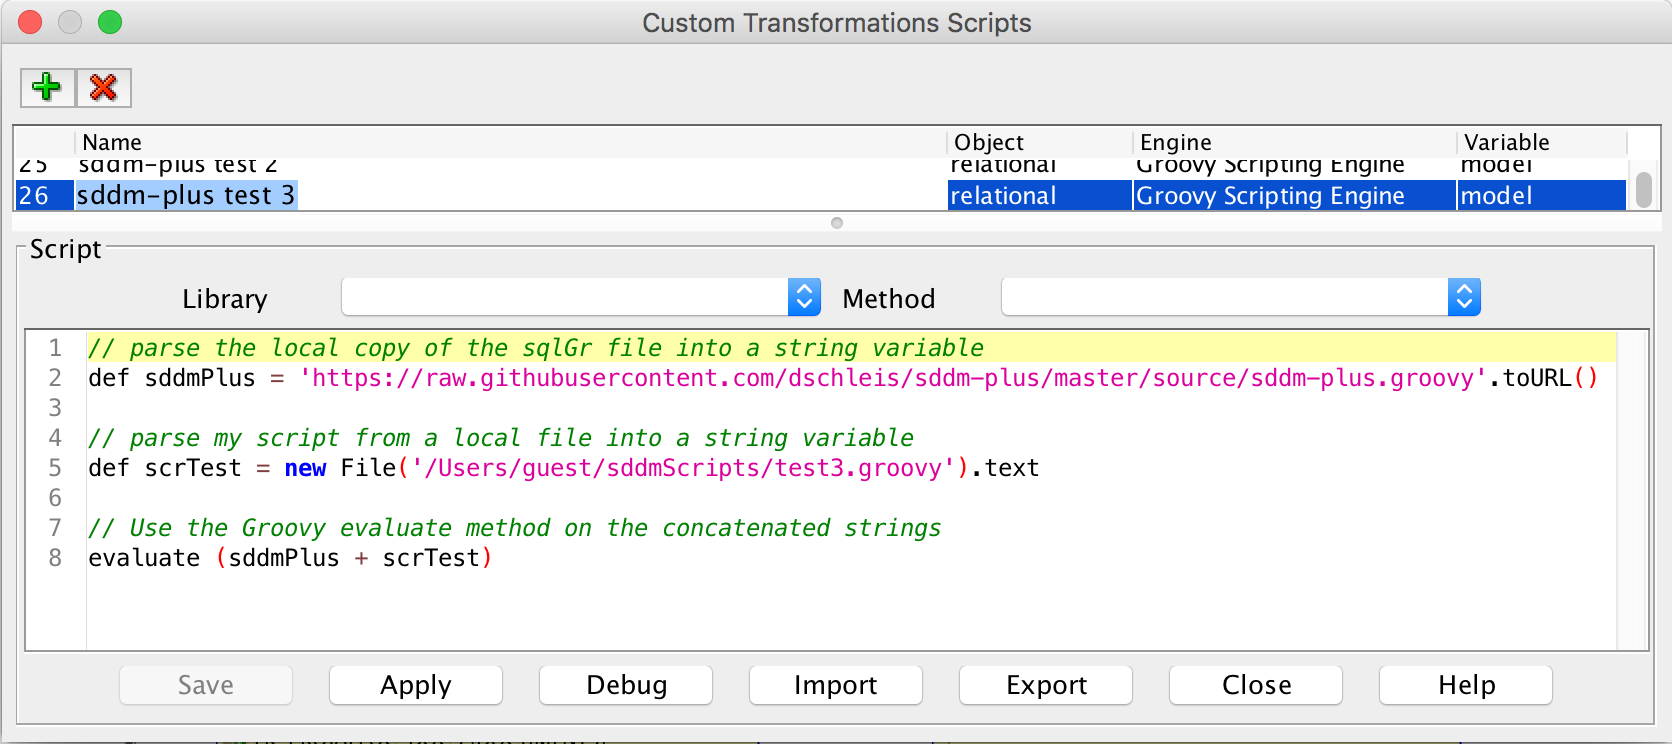 Custom Transformations Scripts
Name Object Engine Variable
25 sddm-plus test 2 relational Groovy Scripting Engine model
26 sddm-plus test 3 relational Groovy Scripting Engine model
Script
Library Method
1 // parse the local copy of the sqlGr file into a string variable
2 def sddmPlus = 'https://raw.githubusercontent.com/dschleis/sddm-plus/master/source/sddm-plus.groovy'.toURL()
3
4 // parse my script from a local file into a string variable
5 def scrTest = new File('/Users/guest/sddmScripts/test3.groovy').text
6
7 // Use the Groovy evaluate method on the concatenated strings
8 evaluate (sddmPlus + scrTest)
Save Apply Debug Import Export Close Help